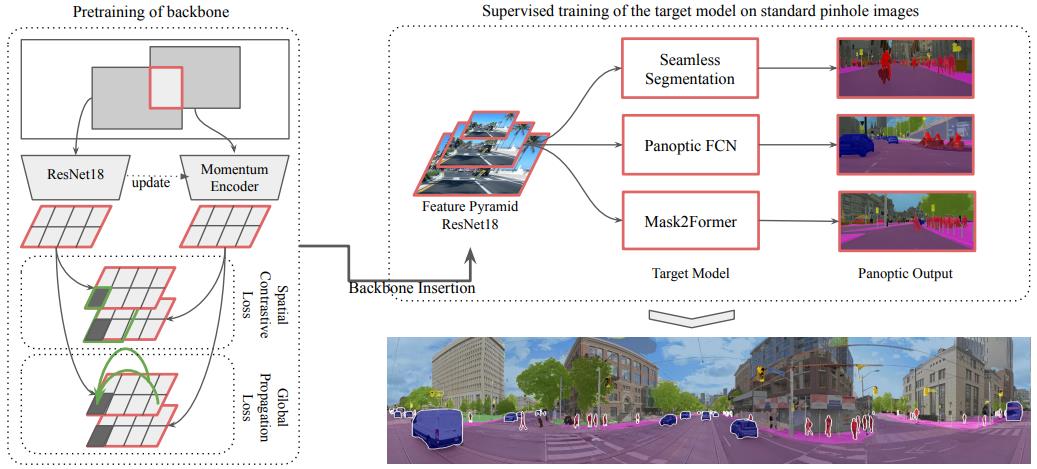 Pretraining of backbone
ResNet18
update
Momentum
Encoder
Spatial
Contrastive
Loss
Global
Propagation
Loss
Backbone Insertion
Supervised training of the target model on standard pinhole images
Feature Pyramid
ResNet18
Seamless
Segmentation
Panoptic FCN
Mask2Former
Target Model
Panoptic Output